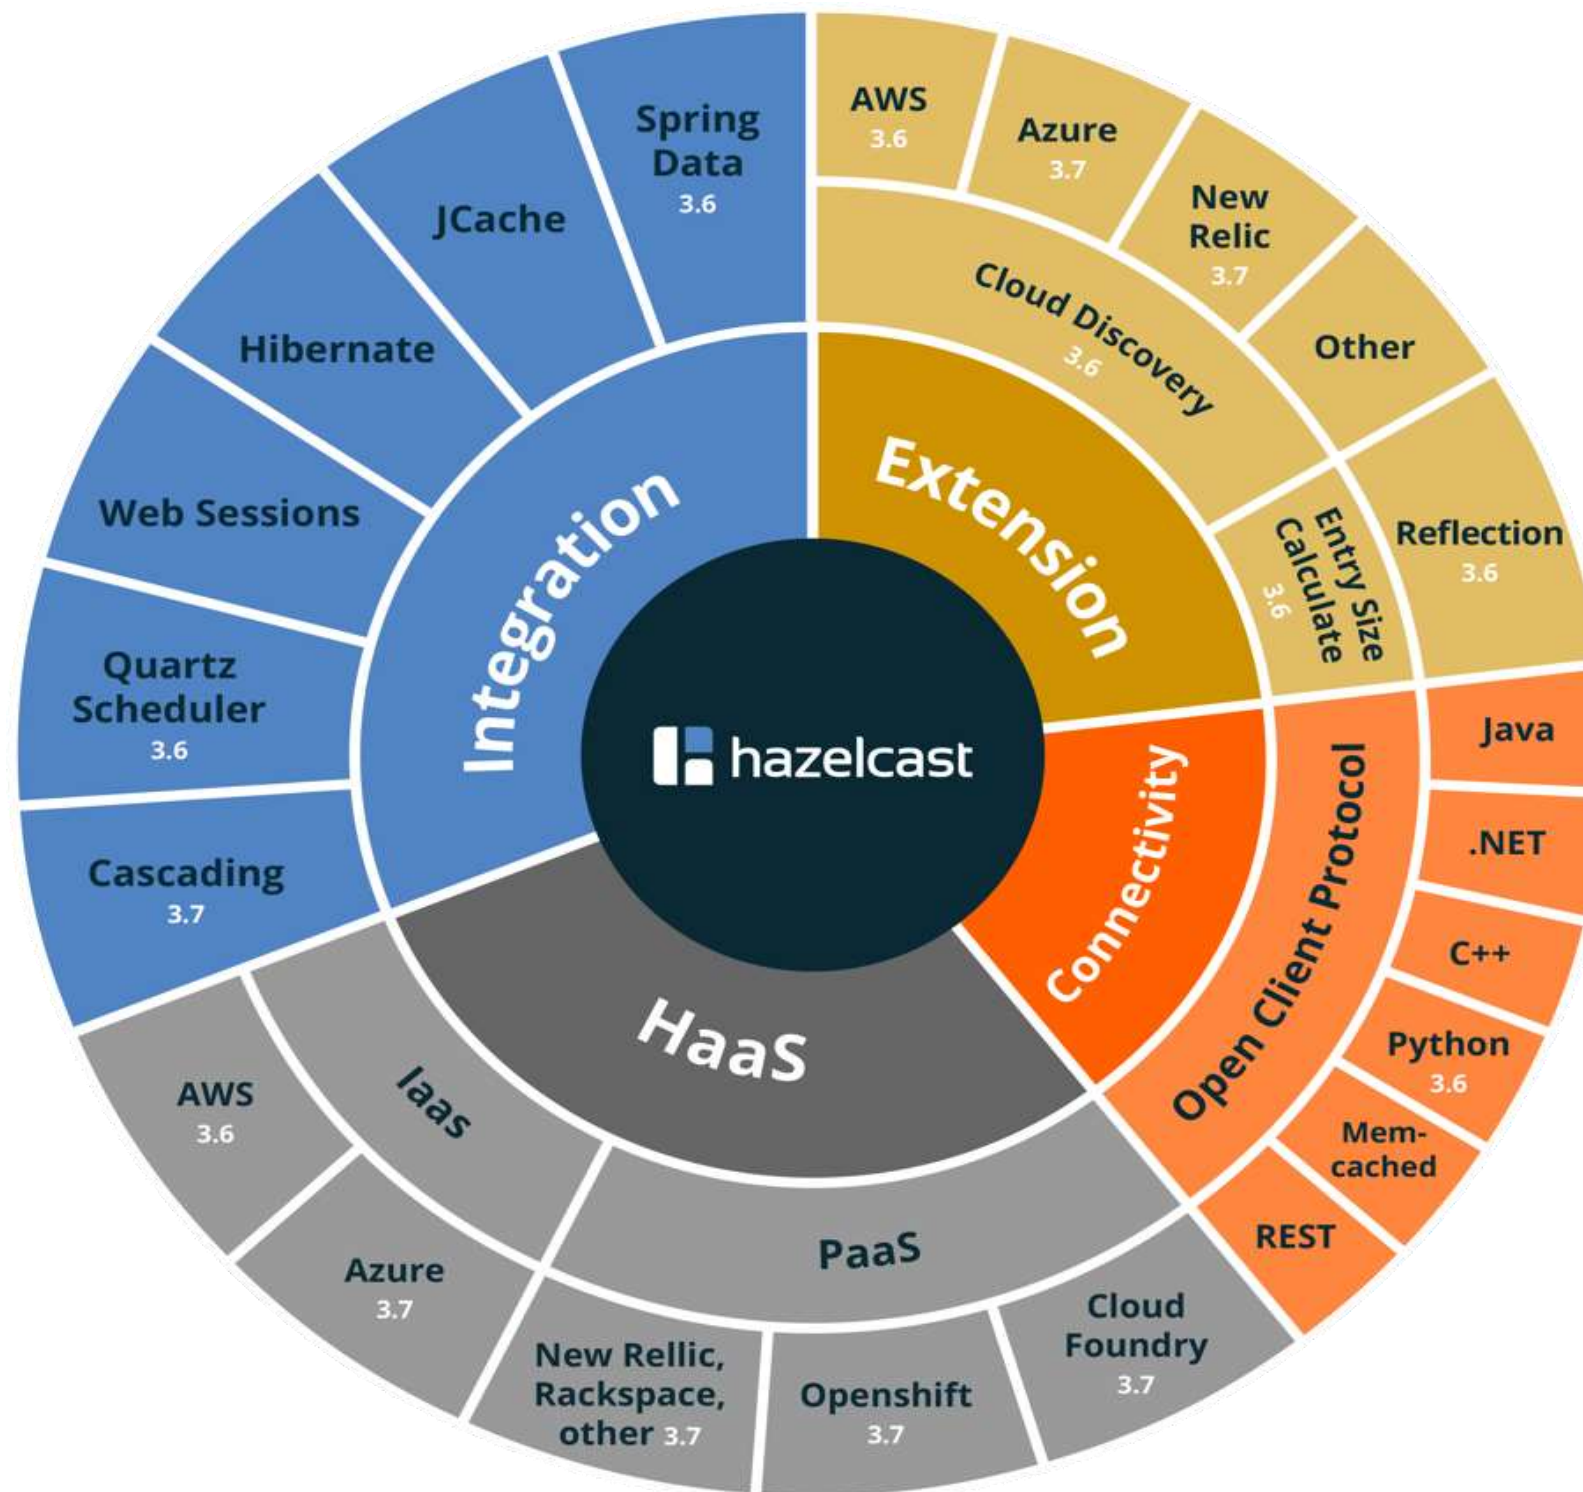 hazelcast
Extension
Cloud Discovery
3.6
AWS
3.6
Azure
3.7
New
Relic
3.7
Other
Entry Size
Calculate
3.6
Reflection
3.6
Connectivity
Open Client Protocol
Java
.NET
C++
Python
3.6
Mem-
cached
REST
HaaS
PaaS
Cloud
Foundry
3.7
Openshift
3.7
New Rellic,
Rackspace,
other 3.7
Iaas
Azure
3.7
AWS
3.6
Integration
Cascading
3.7
Quartz
Scheduler
3.6
Web Sessions
Hibernate
JCache
Spring
Data
3.6